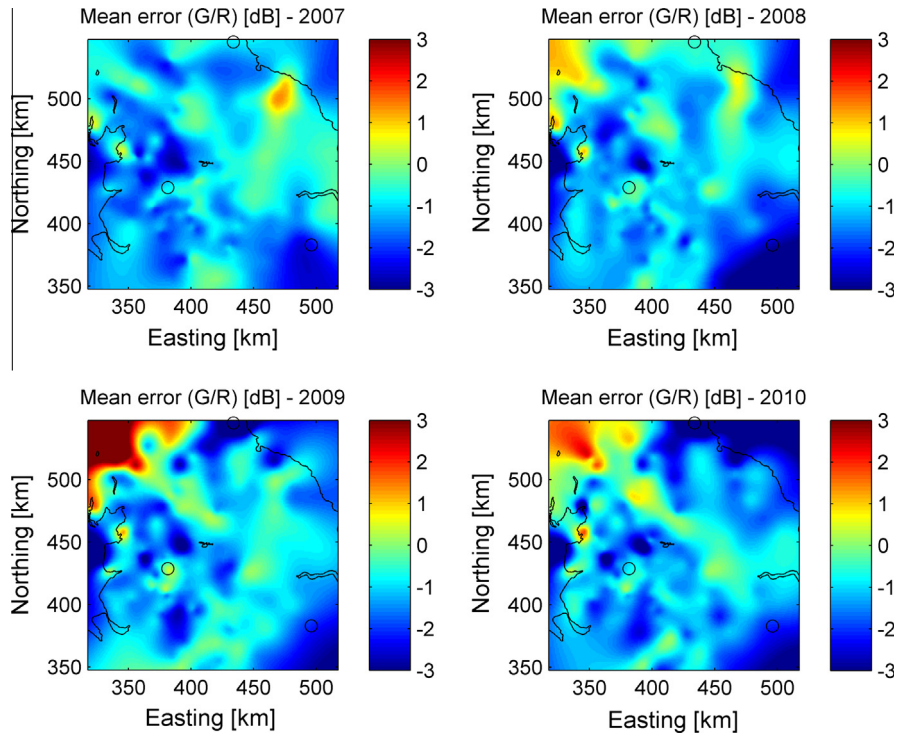 Mean error (G/R) [dB] - 2007
Northing [km]
500
450
400
350
350 400 450 500
Easting [km]
3
2
1
0
-1
-2
-3
Mean error (G/R) [dB] - 2008
Northing [km]
500
450
400
350
350 400 450 500
Easting [km]
3
2
1
0
-1
-2
-3
Mean error (G/R) [dB] - 2009
Northing [km]
500
450
400
350
350 400 450 500
Easting [km]
3
2
1
0
-1
-2
-3
Mean error (G/R) [dB] - 2010
Northing [km]
500
450
400
350
350 400 450 500
Easting [km]
3
2
1
0
-1
-2
-3